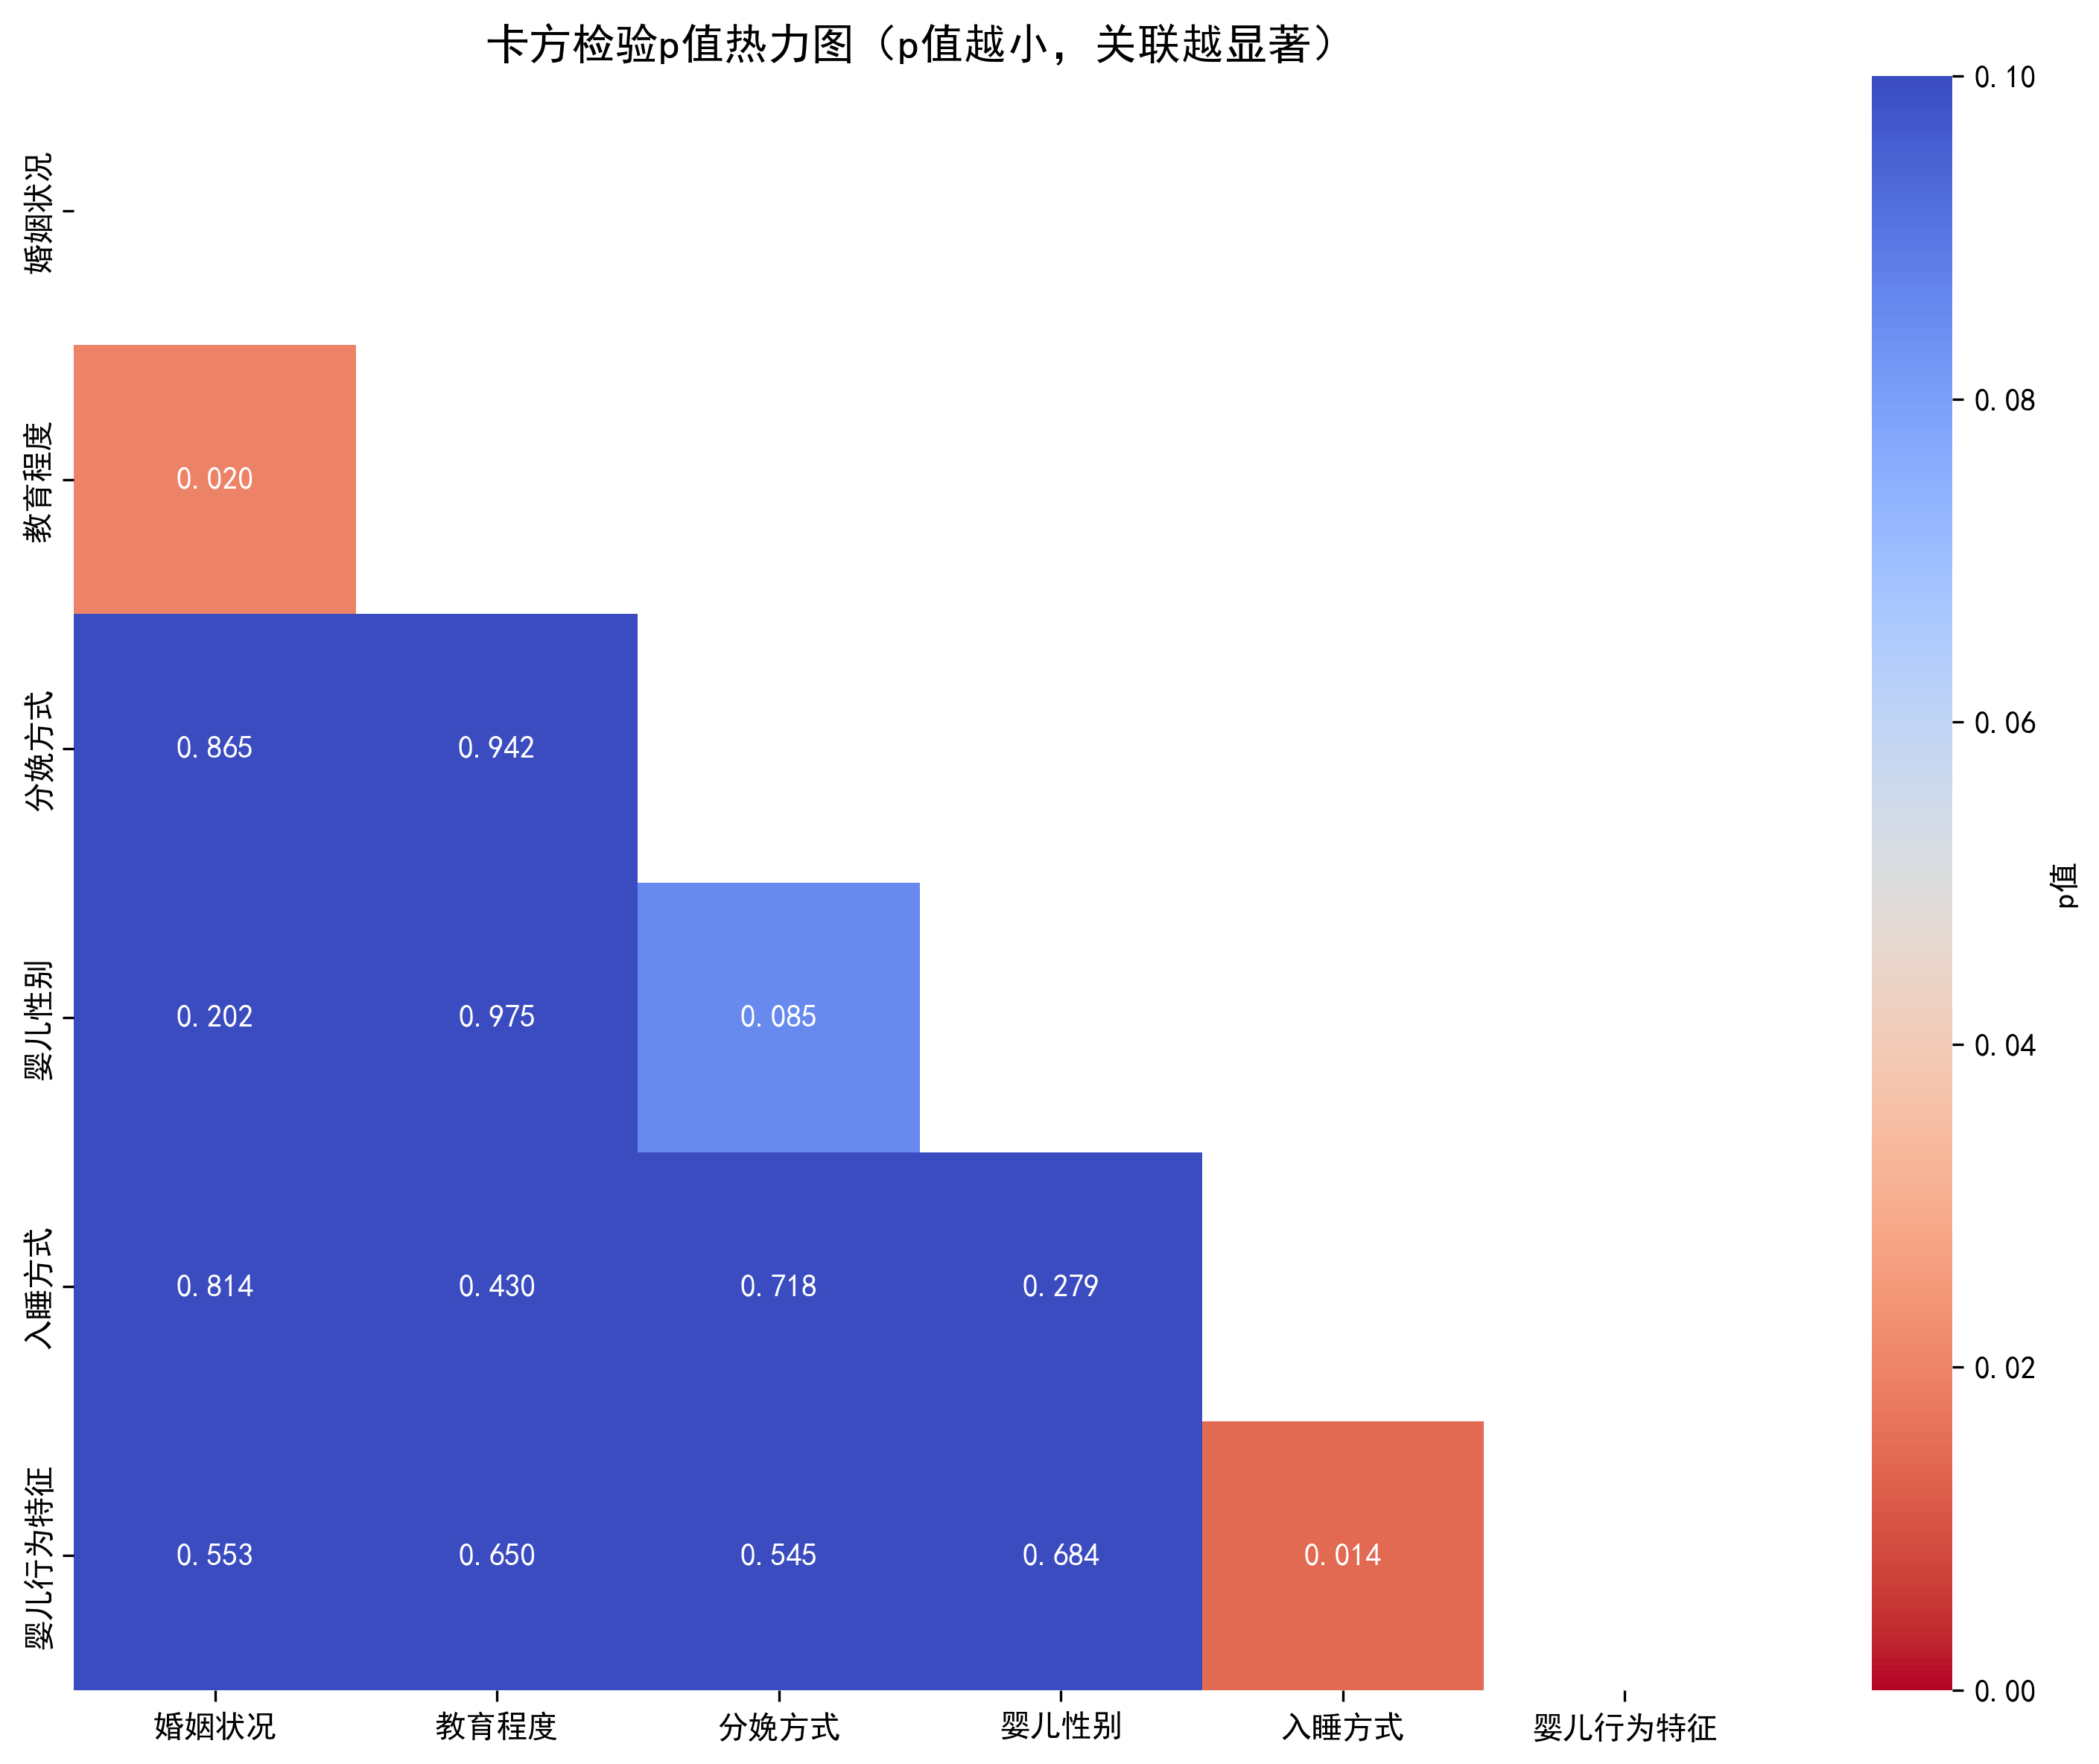 卡方检验p值热力图（p值越小，关联越显著）
婚姻状况
教育程度
0.020
分娩方式
0.865 0.942
婴儿性别
0.202 0.975 0.085
入睡方式
0.814 0.430 0.718 0.279
婴儿行为特征
0.553 0.650 0.545 0.684 0.014
婚姻状况 教育程度 分娩方式 婴儿性别 入睡方式 婴儿行为特征
0.10
0.08
0.06
0.04
0.02
0.00
p值